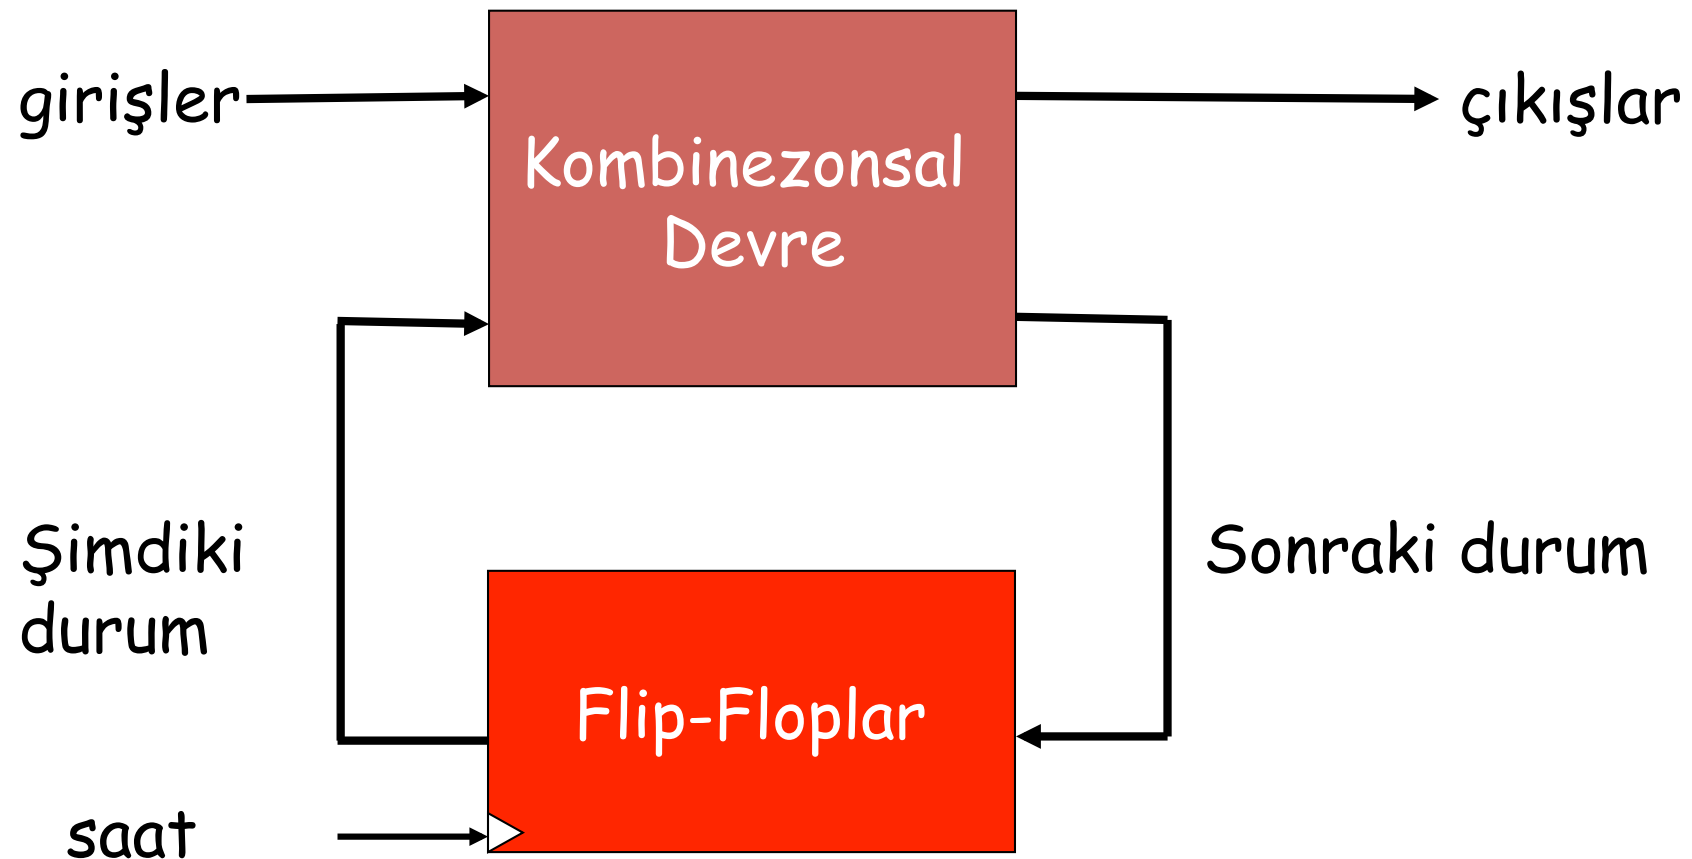 girişler
Kombinezonsal
Devre
çıkışlar
Şimdiki
durum
Sonraki durum
Flip-Floplar
saat